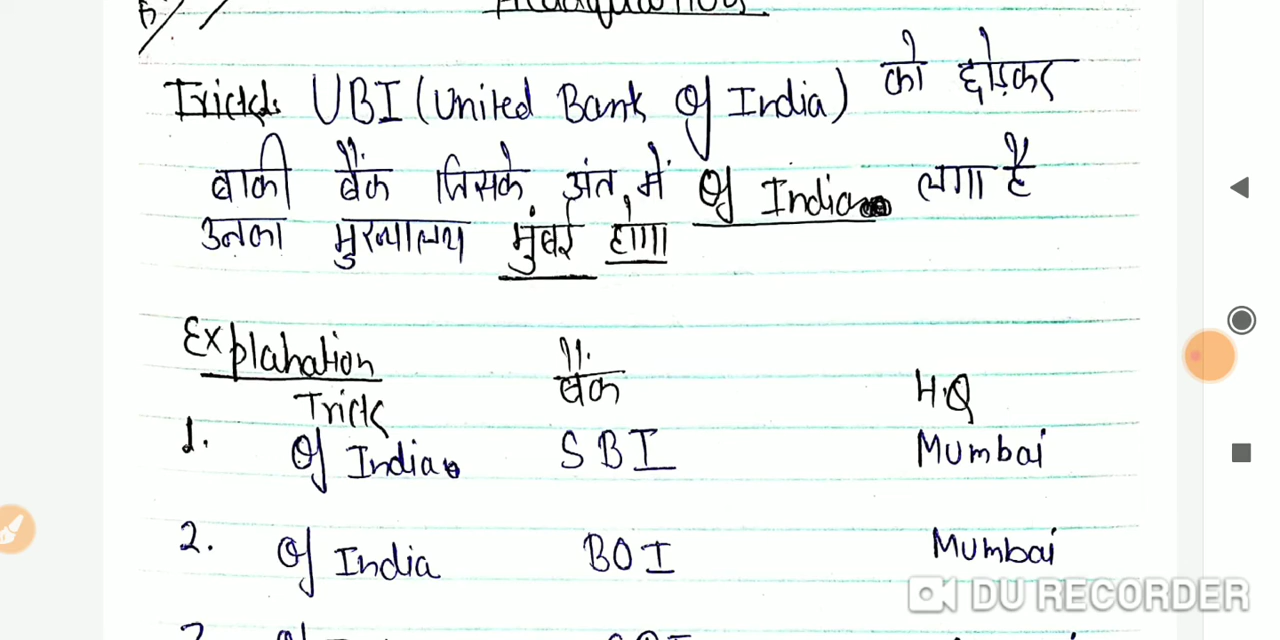 Trick UBI (United Bank Of India) को छोड़कर
बाकी बैंक जिसके अंत में Of India लगा है
उनका मुख्यालय मुंबई होगा
Explanation
Trick बैंक H.Q
1. Of India SBI Mumbai
2. Of India BOI Mumbai
DU RECORDER